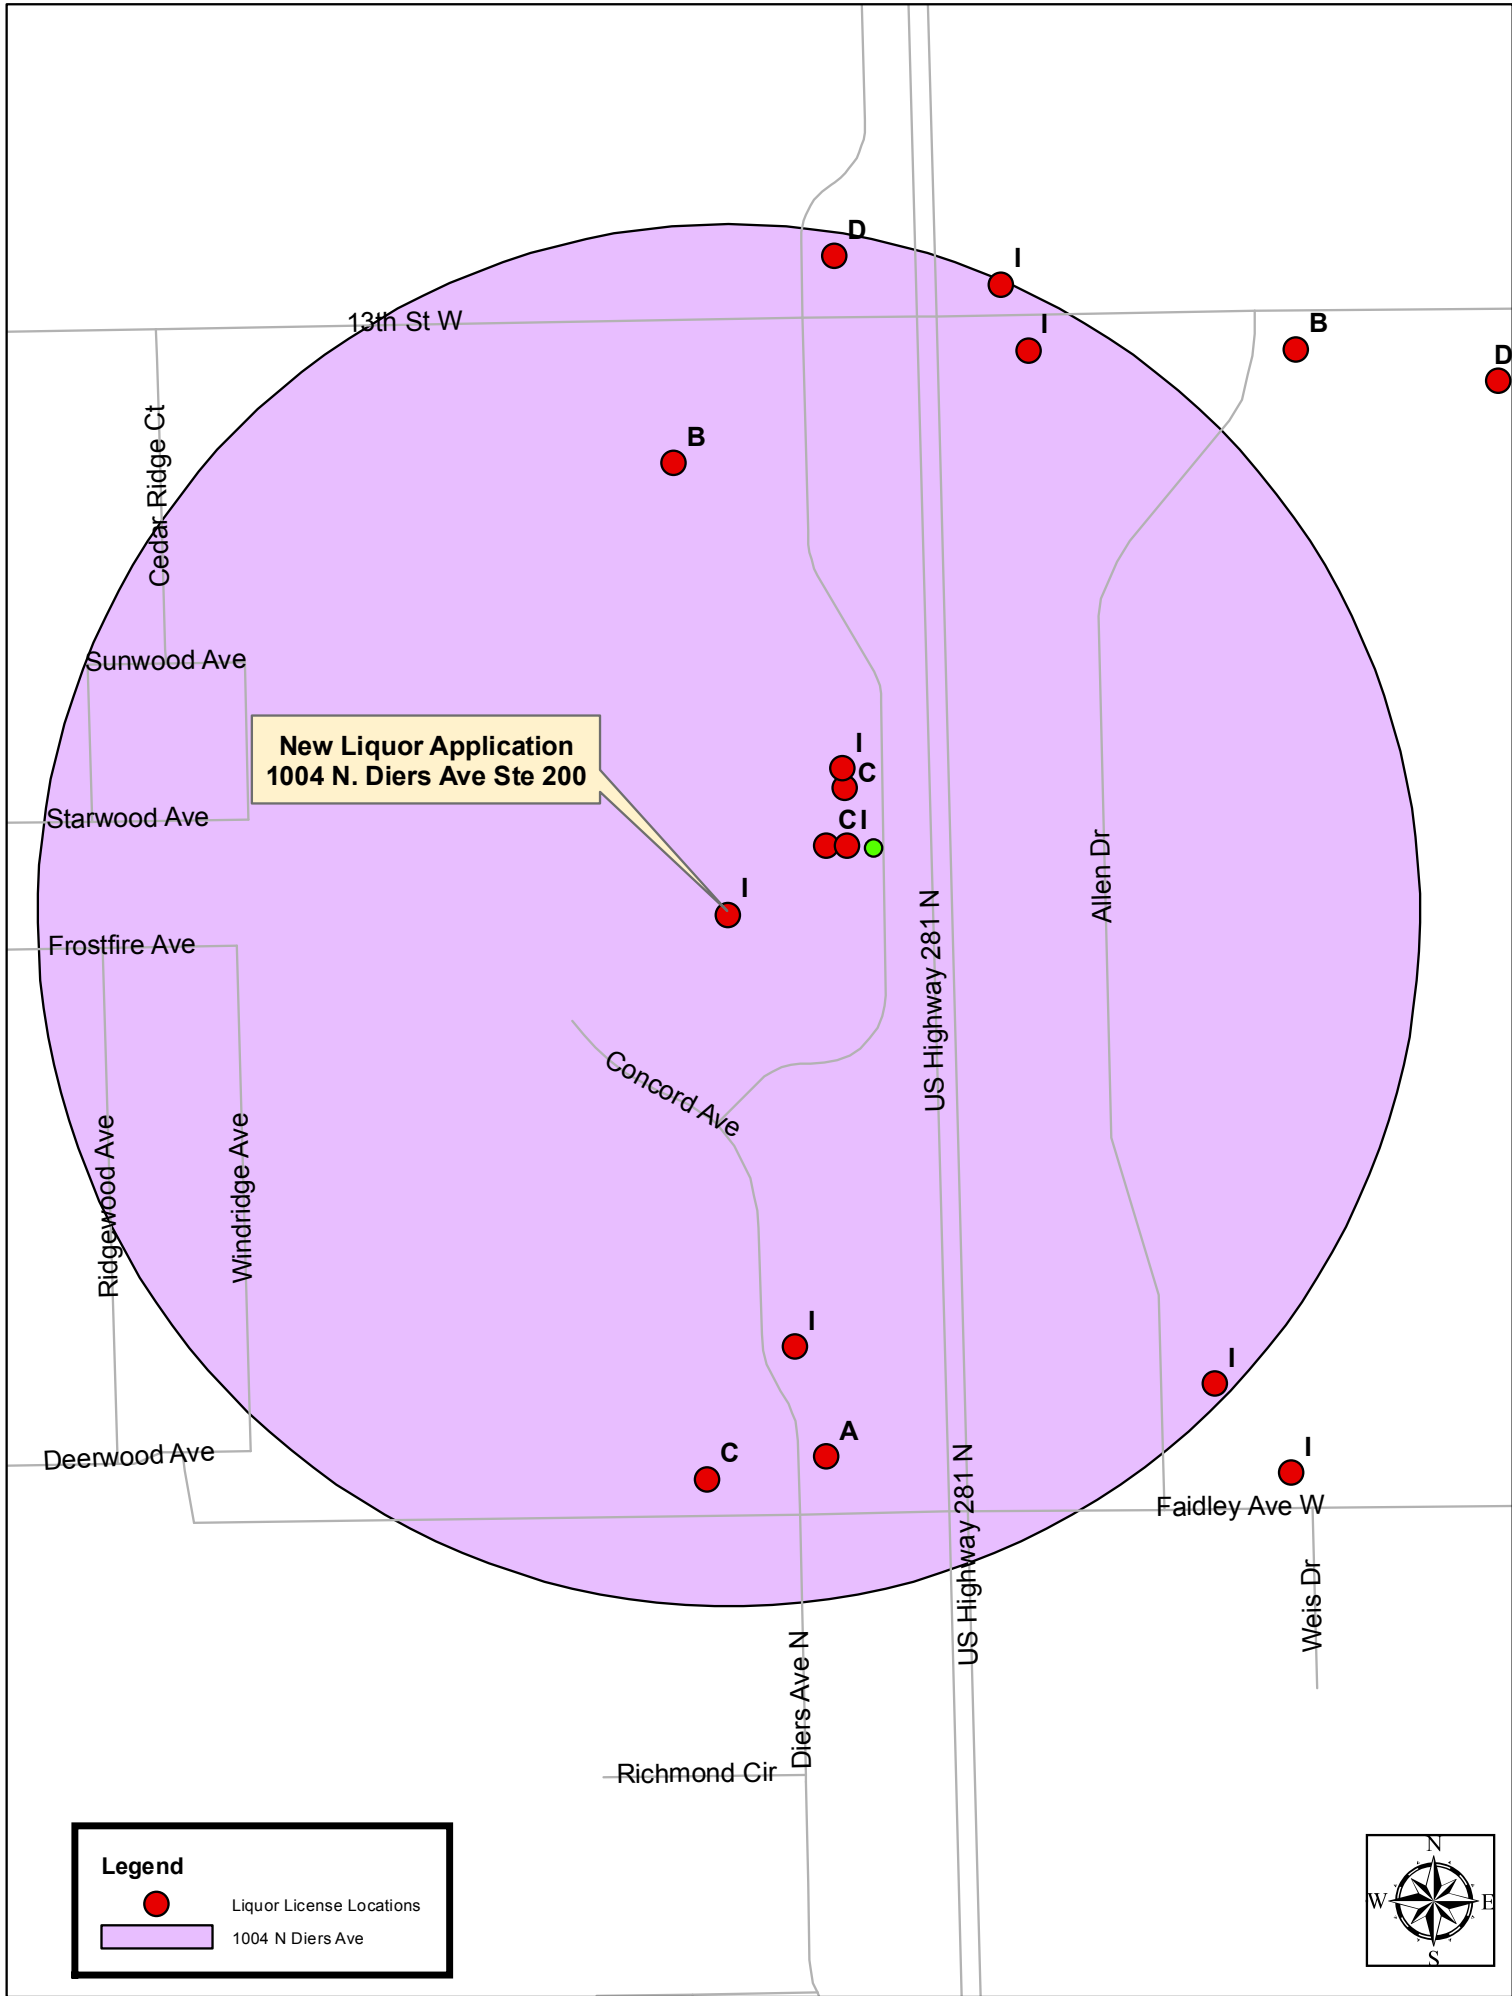 D
I
13th St W
I
B
D
B
Cedar Ridge Ct
Sunwood Ave
New Liquor Application
1004 N. Diers Ave Ste 200
I
C
Starwood Ave
C I
Allen Dr
I
US Highway 281 N
Frostfire Ave
Concord Ave
Ridgewood Ave
Windridge Ave
I
I
A
C
Deerwood Ave
I
US Highway 281 N
Faidley Ave W
Weis Dr
Diers Ave N
Richmond Cir
Legend
Liquor License Locations
1004 N Diers Ave
N
W E
S